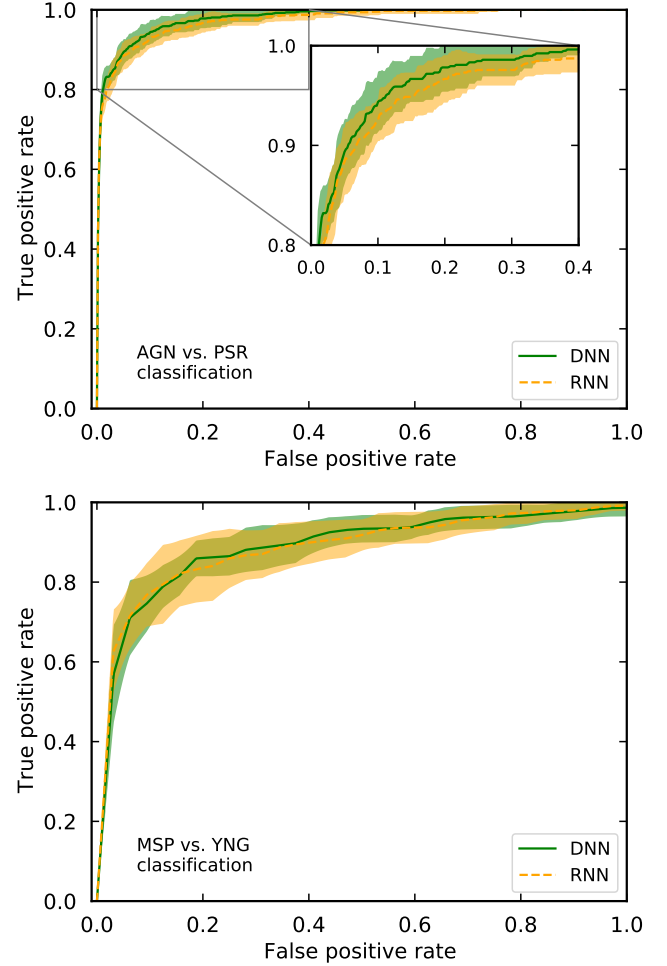 1.0
0.8
0.6
0.4
0.2
0.0
True positive rate
1.0
0.9
0.8
0.0 0.1 0.2 0.3 0.4
AGN vs. PSR
classification
DNN
RNN
0.0 0.2 0.4 0.6 0.8 1.0
False positive rate
1.0
0.8
0.6
0.4
0.2
0.0
True positive rate
MSP vs. YNG
classification
DNN
RNN
0.0 0.2 0.4 0.6 0.8 1.0
False positive rate